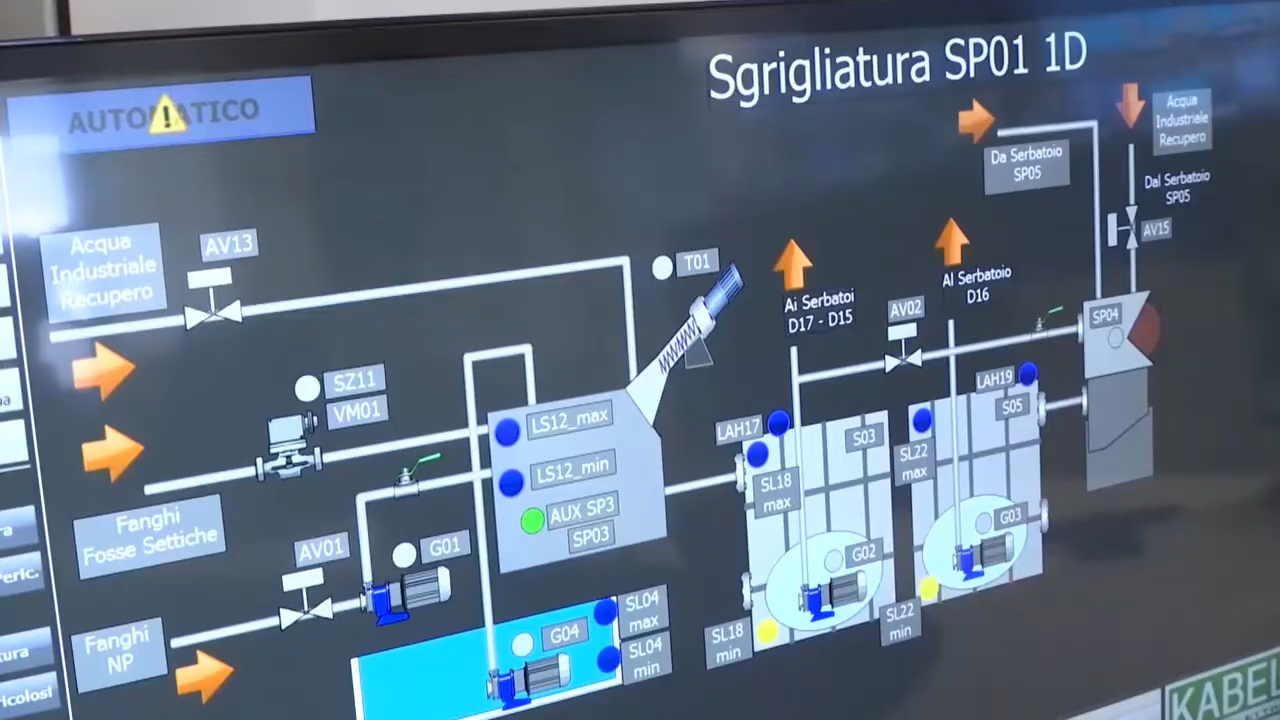 Sgrigliatura SP01 1D
AUTOMATICO
Acqua
Industriale
Recupero
Da Serbatoio
SP05
Dal Serbatoio
SP05
AV15
Acqua
Industriale
Recupero
AV13
T01
Ai Serbatoi
D17 - D15
Al Serbatoio
D16
AV02
SP04
SZ11
VM01
LS12_max
LAH17
LAH19
S05
S03
LS12_min
SL22
max
SL18
max
AUX SP3
SP03
Fanghi
Fosse Settiche
AV01
G01
G02
G03
Fanghi
NP
G04
SL04
max
SL04
min
SL18
min
SL22
min
KABEL